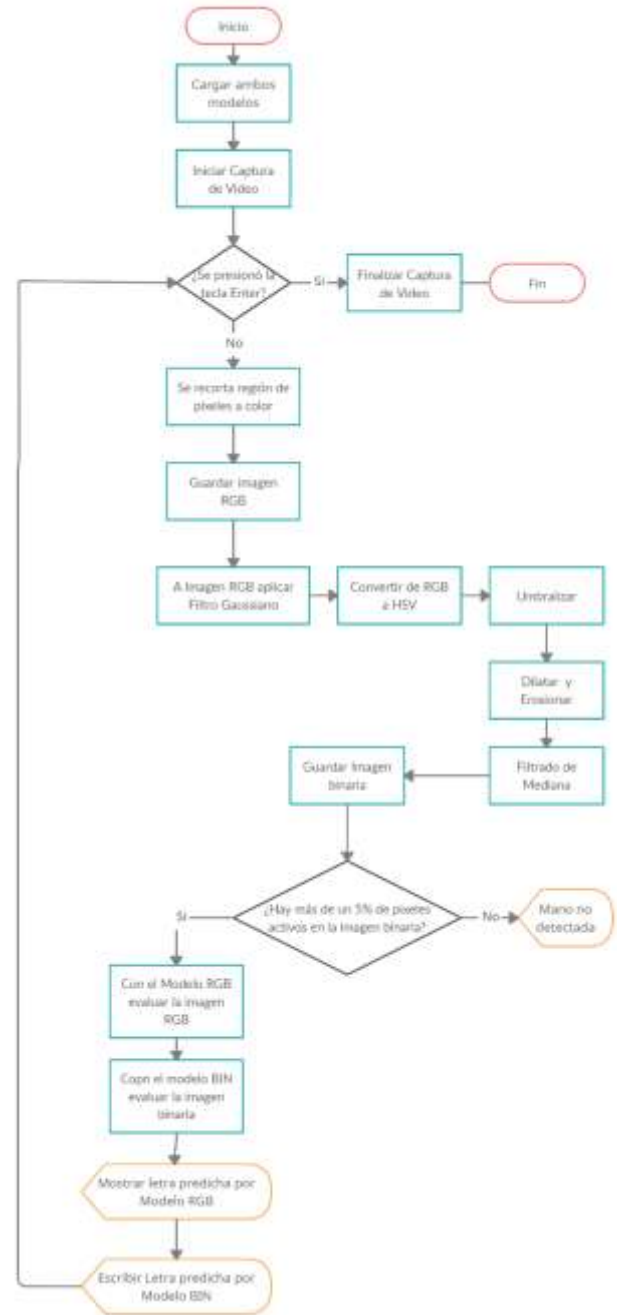 Inicio
Cargar ambos
modelos
Iniciar Captura
de Video
¿Se presionó la
tecla Enter?
Si
Finalizar Captura
de Video
Fin
No
Se recorta región de
pixeles a color
Guardar imagen
RGB
A Imagen RGB aplicar
Filtro Gaussiano
Convertir de RGB
a HSV
Umbralizar
Dilatar y
Erosionar
Filtrado de
Mediana
Guardar Imagen
binaria
¿Hay más de un 5% de pixeles
activos en la imagen binaria?
Si
No
Mano no
detectada
Con el Modelo RGB
evaluar la imagen
RGB
Copn el modelo BIN
evaluar la imagen
binaria
Mostrar letra predicha por
Modelo RGB
Escribir Letra predicha por
Modelo BIN